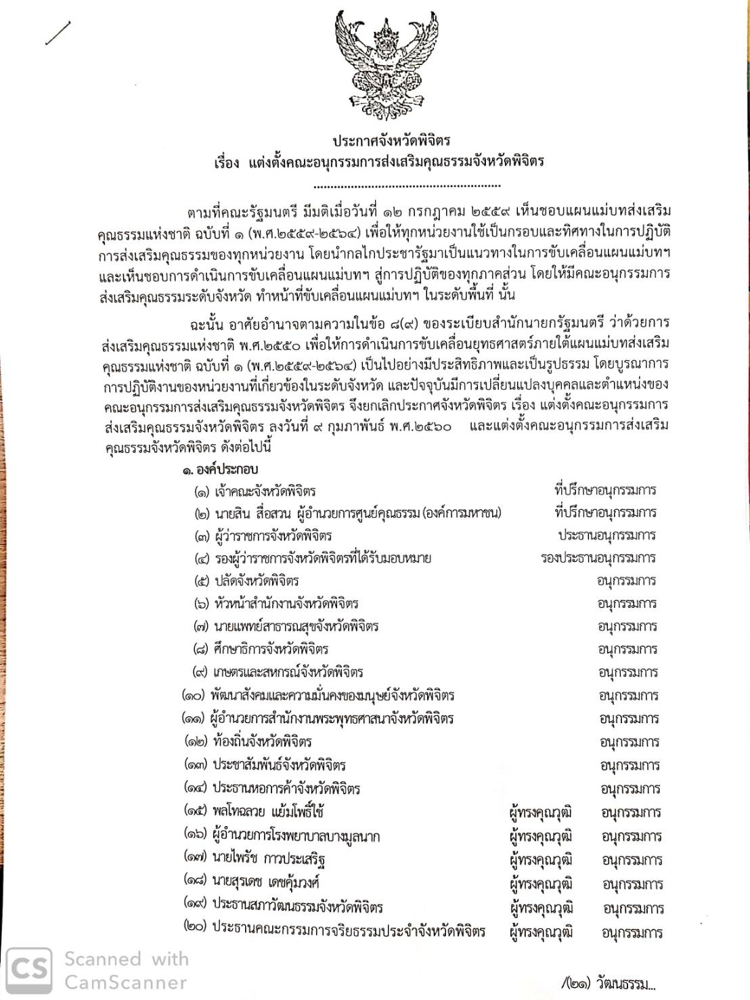 ประกาศจังหวัดพิจิตร
เรื่อง แต่งตั้งคณะอนุกรรมการส่งเสริมคุณธรรมจังหวัดพิจิตร
........................................................
ตามที่คณะรัฐมนตรี มีมติเมื่อวันที่ ๑๒ กรกฎาคม ๒๕๕๙ เห็นชอบแผนแม่บทส่งเสริม
คุณธรรมแห่งชาติ ฉบับที่ ๑ (พ.ศ.๒๕๕๙-๒๕๖๔) เพื่อให้ทุกหน่วยงานใช้เป็นกรอบและทิศทางในการปฏิบัติ
การส่งเสริมคุณธรรมของทุกหน่วยงาน โดยนำกลไกประชารัฐมาเป็นแนวทางในการขับเคลื่อนแผนแม่บทฯ
และเห็นชอบการดำเนินการขับเคลื่อนแผนแม่บทฯ สู่การปฏิบัติของทุกภาคส่วน โดยให้มีคณะอนุกรรมการ
ส่งเสริมคุณธรรมระดับจังหวัด ทำหน้าที่ขับเคลื่อนแผนแม่บทฯ ในระดับพื้นที่ นั้น
ฉะนั้น อาศัยอำนาจตามความในข้อ ๘(๙) ของระเบียบสำนักนายกรัฐมนตรี ว่าด้วยการ
ส่งเสริมคุณธรรมแห่งชาติ พ.ศ.๒๕๕๐ เพื่อให้การดำเนินการขับเคลื่อนยุทธศาสตร์ภายใต้แผนแม่บทส่งเสริม
คุณธรรมแห่งชาติ ฉบับที่ ๑ (พ.ศ.๒๕๕๙-๒๕๖๔) เป็นไปอย่างมีประสิทธิภาพและเป็นรูปธรรม โดยบูรณาการ
การปฏิบัติงานของหน่วยงานที่เกี่ยวข้องในระดับจังหวัด และปัจจุบันมีการเปลี่ยนแปลงบุคคลและตำแหน่งของ
คณะอนุกรรมการส่งเสริมคุณธรรมจังหวัดพิจิตร จึงยกเลิกประกาศจังหวัดพิจิตร เรื่อง แต่งตั้งคณะอนุกรรมการ
ส่งเสริมคุณธรรมจังหวัดพิจิตร ลงวันที่ ๙ กุมภาพันธ์ พ.ศ.๒๕๖๐ และแต่งตั้งคณะอนุกรรมการส่งเสริม
คุณธรรมจังหวัดพิจิตร ดังต่อไปนี้
๑. องค์ประกอบ
(๑) เจ้าคณะจังหวัดพิจิตร ที่ปรึกษาอนุกรรมการ
(๒) นายสิน สื่อสวน ผู้อำนวยการศูนย์คุณธรรม (องค์การมหาชน) ที่ปรึกษาอนุกรรมการ
(๓) ผู้ว่าราชการจังหวัดพิจิตร ประธานอนุกรรมการ
(๔) รองผู้ว่าราชการจังหวัดพิจิตรที่ได้รับมอบหมาย รองประธานอนุกรรมการ
(๕) ปลัดจังหวัดพิจิตร อนุกรรมการ
(๖) หัวหน้าสำนักงานจังหวัดพิจิตร อนุกรรมการ
(๗) นายแพทย์สาธารณสุขจังหวัดพิจิตร อนุกรรมการ
(๘) ศึกษาธิการจังหวัดพิจิตร อนุกรรมการ
(๙) เกษตรและสหกรณ์จังหวัดพิจิตร อนุกรรมการ
(๑๐) พัฒนาสังคมและความมั่นคงของมนุษย์จังหวัดพิจิตร อนุกรรมการ
(๑๑) ผู้อำนวยการสำนักงานพระพุทธศาสนาจังหวัดพิจิตร อนุกรรมการ
(๑๒) ท้องถิ่นจังหวัดพิจิตร อนุกรรมการ
(๑๓) ประชาสัมพันธ์จังหวัดพิจิตร อนุกรรมการ
(๑๔) ประธานหอการค้าจังหวัดพิจิตร อนุกรรมการ
(๑๕) พลโทฉลวย แย้มโพธิ์ใช้ ผู้ทรงคุณวุฒิ อนุกรรมการ
(๑๖) ผู้อำนวยการโรงพยาบาลบางมูลนาก ผู้ทรงคุณวุฒิ อนุกรรมการ
(๑๗) นายไพรัช กาวประเสริฐ ผู้ทรงคุณวุฒิ อนุกรรมการ
(๑๘) นายสุรเดช เดชคุ้มวงศ์ ผู้ทรงคุณวุฒิ อนุกรรมการ
(๑๙) ประธานสภาวัฒนธรรมจังหวัดพิจิตร ผู้ทรงคุณวุฒิ อนุกรรมการ
(๒๐) ประธานคณะกรรมการจริยธรรมประจำจังหวัดพิจิตร ผู้ทรงคุณวุฒิ อนุกรรมการ
/(๒๑) วัฒนธรรม...
CS Scanned with
CamScanner